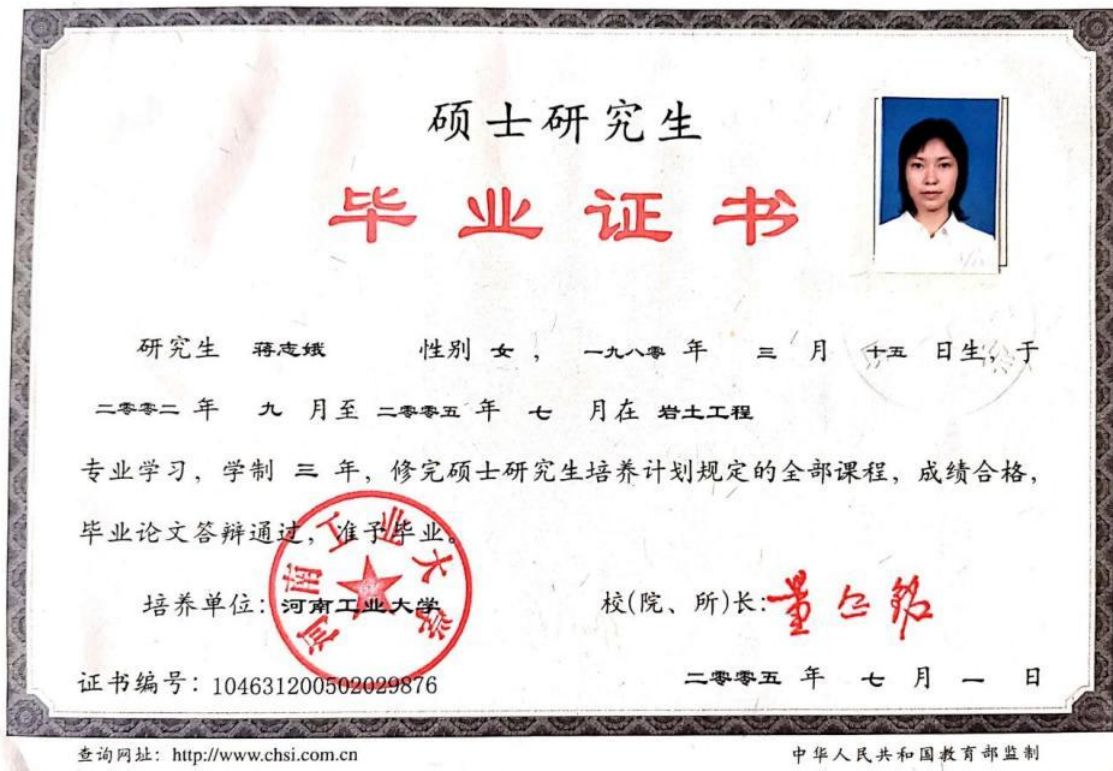 硕士研究生
毕业证书
研究生 蒋志娥 性别 女 ， 一九八零 年 三 月 十五 日生，于
二零零二 年 九 月至 二零零五 年 七 月在 岩土工程
专业学习，学制 三 年，修完硕士研究生培养计划规定的全部课程，成绩合格，
毕业论文答辩通过，准予毕业。
河南工业大学
培养单位：河南工业大学 校(院、所)长：
证书编号：104631200502029876 二零零五 年 七 月 一 日
查询网址：http://www.chsi.com.cn 中华人民共和国教育部监制